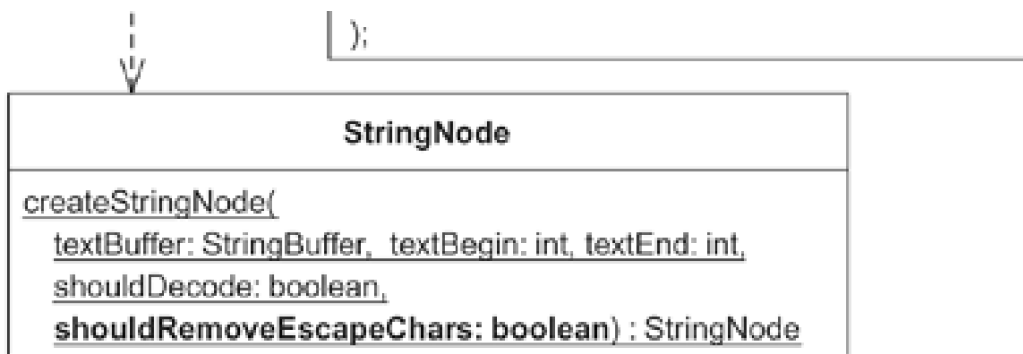 );
StringNode
createStringNode(
textBuffer: StringBuffer, textBegin: int, textEnd: int,
shouldDecode: boolean,
shouldRemoveEscapeChars: boolean) : StringNode